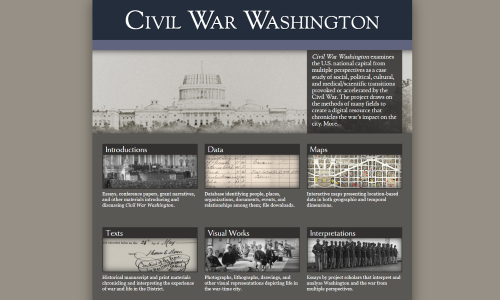 CIVIL WAR WASHINGTON
Civil War Washington examines
the U.S. national capital from
multiple perspectives as a case
study of social, political, cultural,
and medical/scientific transitions
provoked or accelerated by the
Civil War. The project draws on
the methods of many fields to
create a digital resource that
chronicles the war's impact on the
city. More...
Introductions
Data
Maps
Essays, conference papers, grant narratives,
and other materials introducing and
discussing Civil War Washington.
Database identifying people, places,
organizations, documents, events, and
relationships among them; file downloads.
Interactive maps presenting location-based
data in both geographic and temporal
dimensions.
Texts
Visual Works
Interpretations
Historical manuscript and print materials
chronicling and interpreting the experience
of war and life in the District.
Photographs, lithographs, drawings, and
other visual representations depicting life in
the war-time city.
Essays by project scholars that interpret and
analyze Washington and the war from
multiple perspectives.